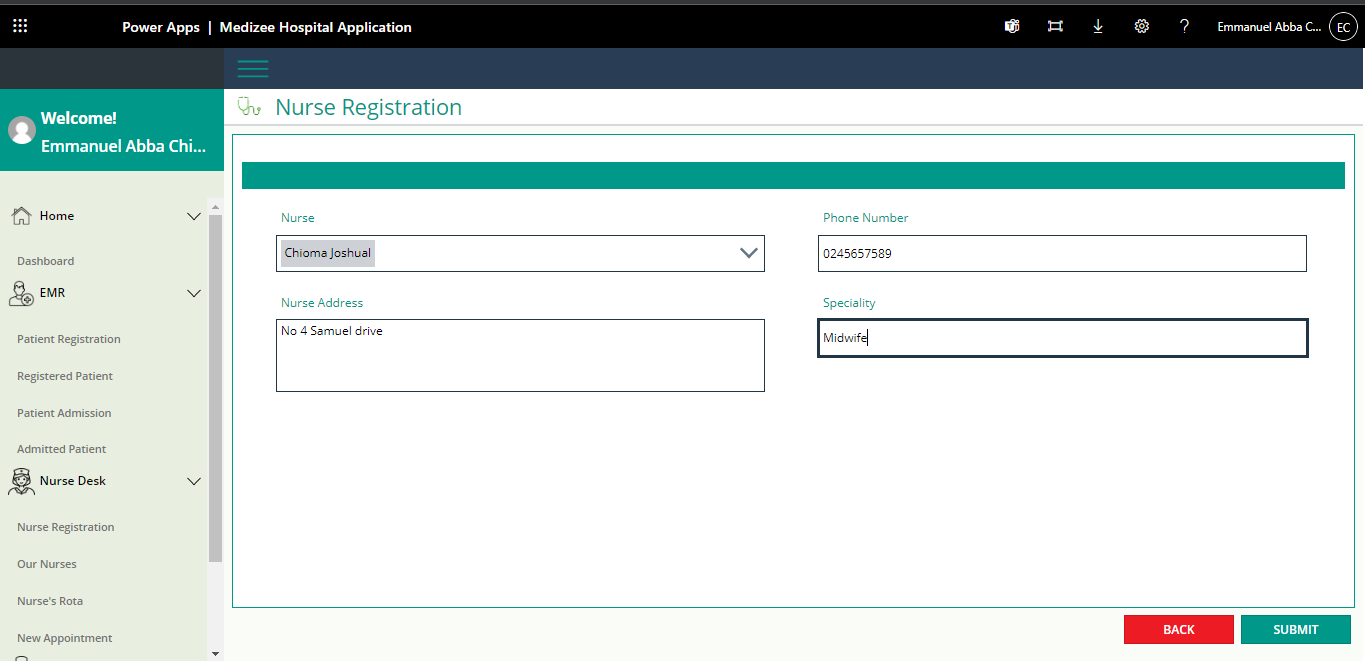 Power Apps | Medizee Hospital Application
Emmanuel Abba C... EC
Welcome!
Emmanuel Abba Chi...
Home
Dashboard
EMR
Patient Registration
Registered Patient
Patient Admission
Admitted Patient
Nurse Desk
Nurse Registration
Our Nurses
Nurse's Rota
New Appointment
Nurse Registration
Nurse
Chioma Joshual
Phone Number
0245657589
Nurse Address
No 4 Samuel drive
Speciality
Midwife
BACK
SUBMIT